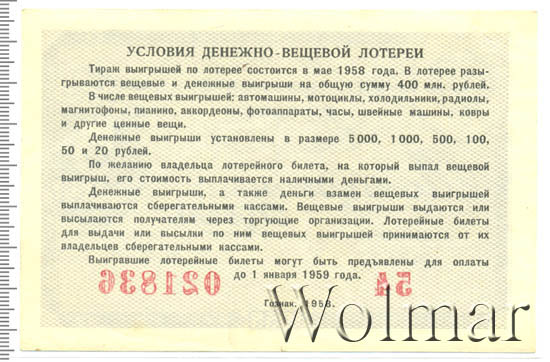 УСЛОВИЯ ДЕНЕЖНО-ВЕЩЕВОЙ ЛОТЕРЕИ
Тираж выигрышей по лотерее состоится в мае 1958 года. В лотерее разы-
грываются вещевые и денежные выигрыши на общую сумму 400 млн. рублей.
В числе вещевых выигрышей: автомашины, мотоциклы, холодильники, радиолы,
магнитофоны, пианино, аккордеоны, фотоаппараты, часы, швейные машины, ковры
и другие ценные вещи.
Денежные выигрыши установлены в размере 5 000, 1 000, 500, 100,
50 и 20 рублей.
По желанию владельца лотерейного билета, на который выпал вещевой
выигрыш, его стоимость выплачивается наличными деньгами.
Денежные выигрыши, а также деньги взамен вещевых выигрышей
выплачиваются сберегательными кассами. Вещевые выигрыши выдаются или
высылаются получателям через торгующие организации. Лотерейные билеты
для выдачи или высылки по ним вещевых выигрышей принимаются от их
владельцев сберегательными кассами.
Выигравшие лотерейные билеты могут быть предъявлены для оплаты
до 1 января 1959 года.
021836 54
Гознак. 1958.
Wolmar